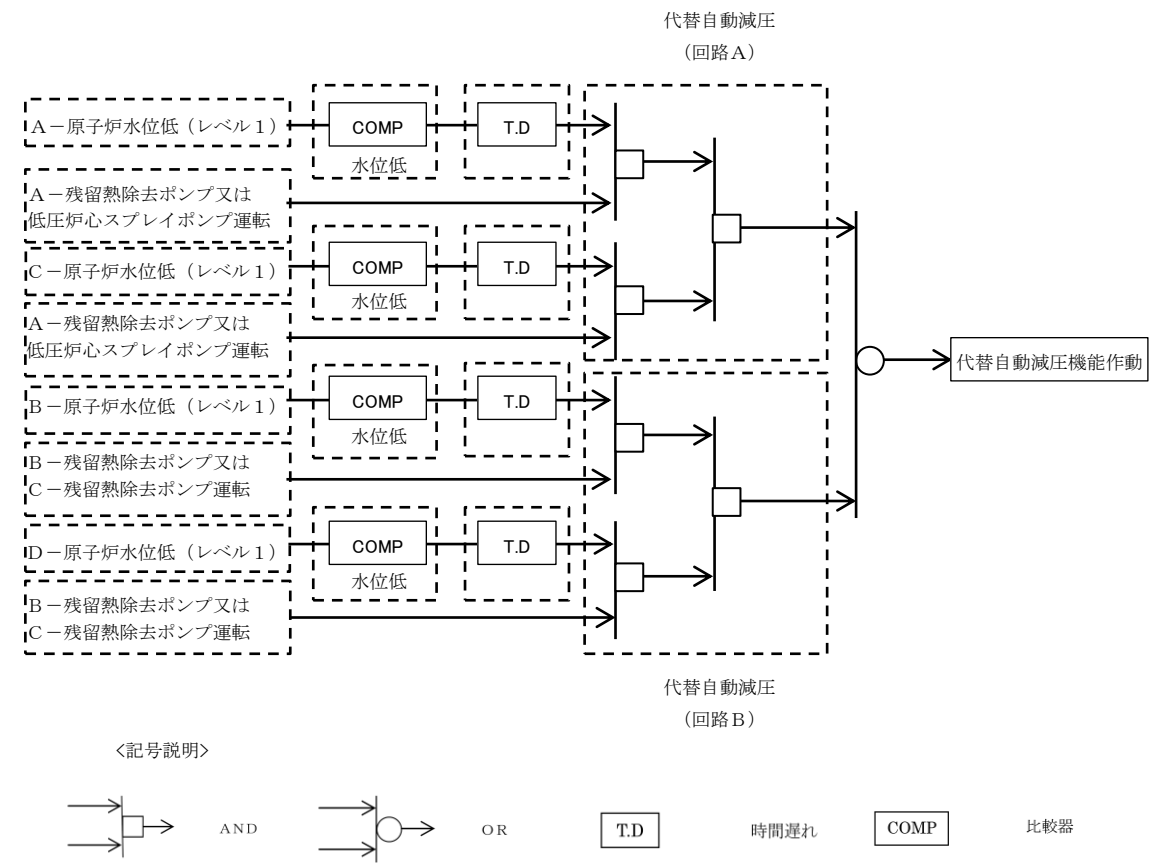 代替自動減圧
（回路Ａ）
Ａ－原子炉水位低（レベル１）
COMP
T.D
水位低
Ａ－残留熱除去ポンプ又は
低圧炉心スプレイポンプ運転
Ｃ－原子炉水位低（レベル１）
COMP
T.D
水位低
Ａ－残留熱除去ポンプ又は
低圧炉心スプレイポンプ運転
代替自動減圧機能作動
Ｂ－原子炉水位低（レベル１）
COMP
T.D
水位低
Ｂ－残留熱除去ポンプ又は
Ｃ－残留熱除去ポンプ運転
Ｄ－原子炉水位低（レベル１）
COMP
T.D
水位低
Ｂ－残留熱除去ポンプ又は
Ｃ－残留熱除去ポンプ運転
代替自動減圧
（回路Ｂ）
<記号説明>
AND
OR
T.D
時間遅れ
COMP
比較器